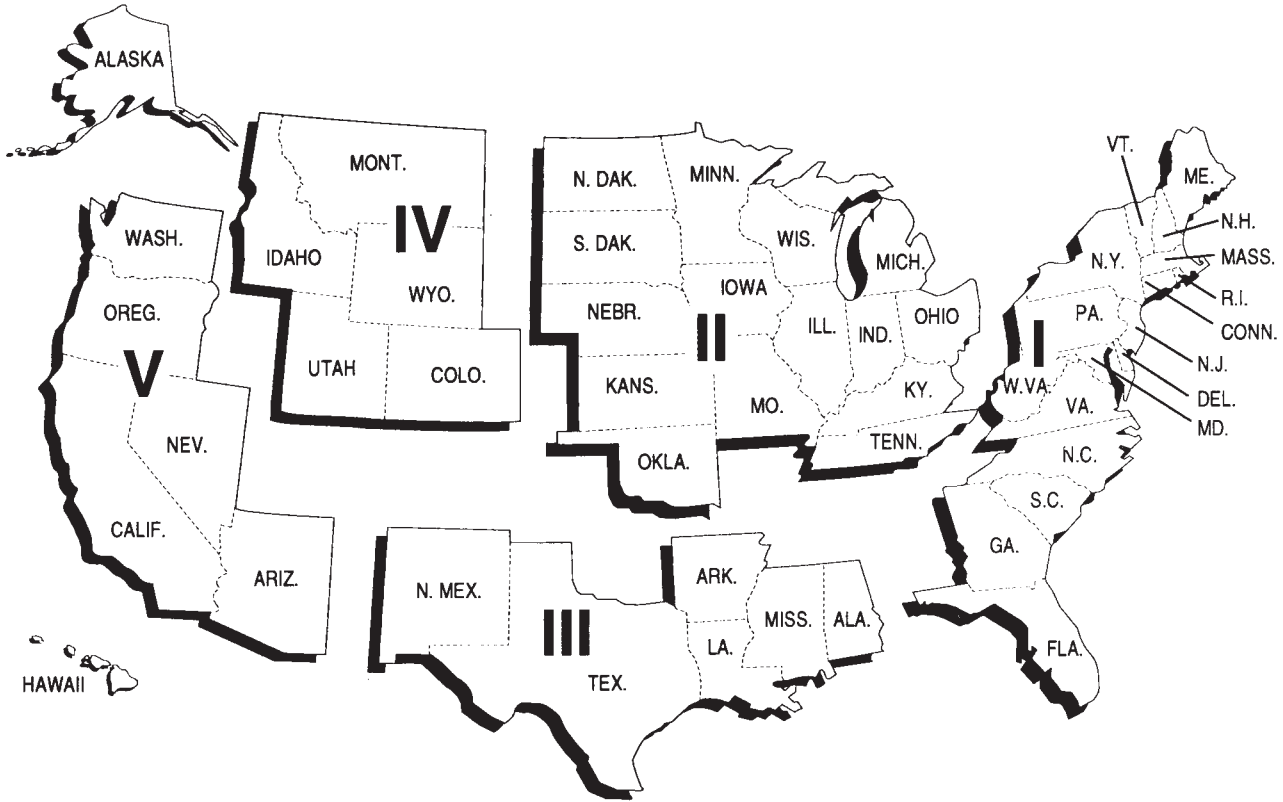 ALASKA
MONT.
IV
IDAHO
WYO.
UTAH
COLO.
WASH.
OREG.
V
NEV.
CALIF.
ARIZ.
HAWAII
N. DAK.
MINN.
S. DAK.
WIS.
MICH.
IOWA
NEBR.
II
ILL.
IND.
OHIO
KANS.
MO.
KY.
TENN.
OKLA.
N. MEX.
III
TEX.
ARK.
LA.
MISS.
ALA.
VT.
ME.
N.H.
N.Y.
MASS.
R.I.
PA.
CONN.
I
N.J.
W.VA.
DEL.
VA.
MD.
N.C.
S.C.
GA.
FLA.